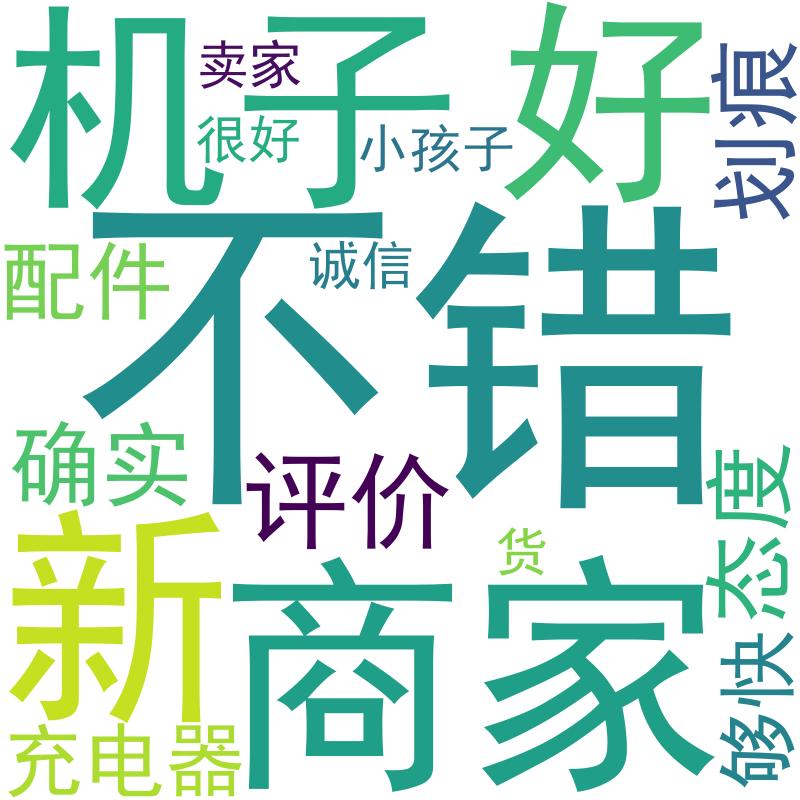 机子
卖家
好
划痕
很好
小孩子
不错
配件
诚信
确实
评价
态度
新
商家
货
够快
充电器